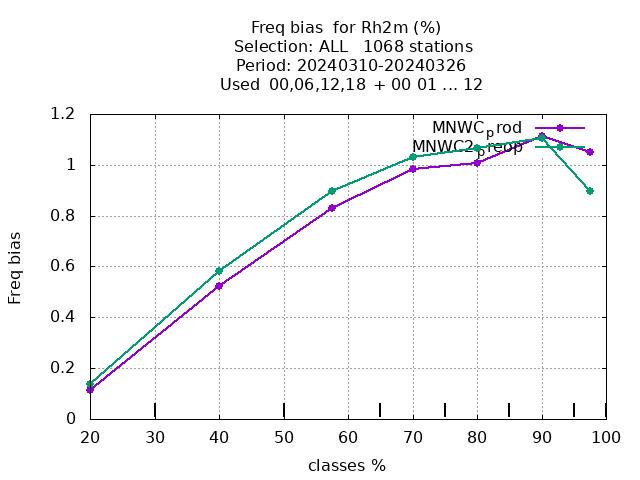 Freq bias  for Rh2m (%)
Selection: ALL   1068 stations
Period: 20240310-20240326
Used  00,06,12,18  + 00 01 ... 12
MNWC_prod
MNWC2_preop
1.2
1
0.8
0.6
0.4
0.2
0
Freq bias
20 30 40 50 60 70 80 90 100
classes %